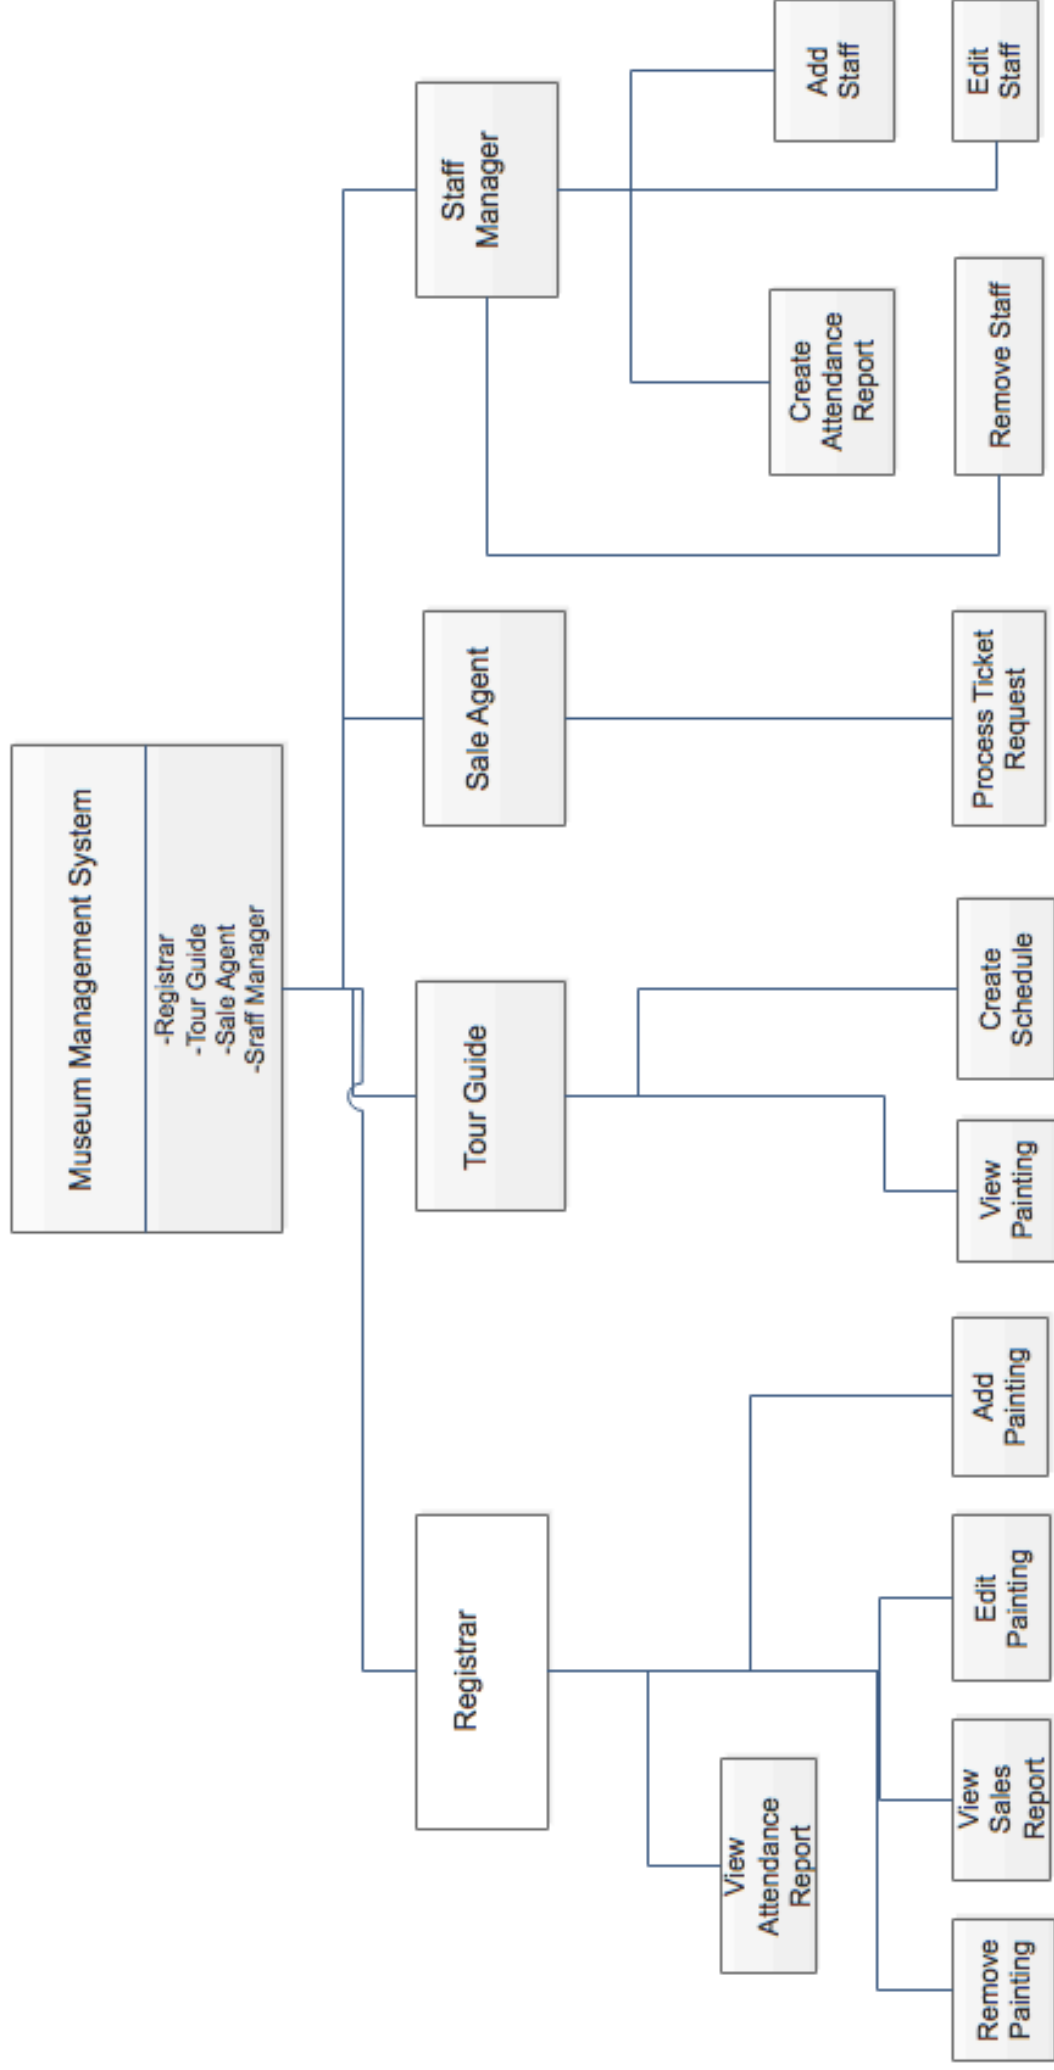 Museum Management System
-Registrar
-Tour Guide
-Sale Agent
-Sraff Manager
Registrar
Tour Guide
Sale Agent
Staff
Manager
View
Attendance
Report
Create
Attendance
Report
Add
Staff
Remove
Painting
View
Sales
Report
Edit
Painting
Add
Painting
View
Painting
Create
Schedule
Process Ticket
Request
Remove Staff
Edit
Staff